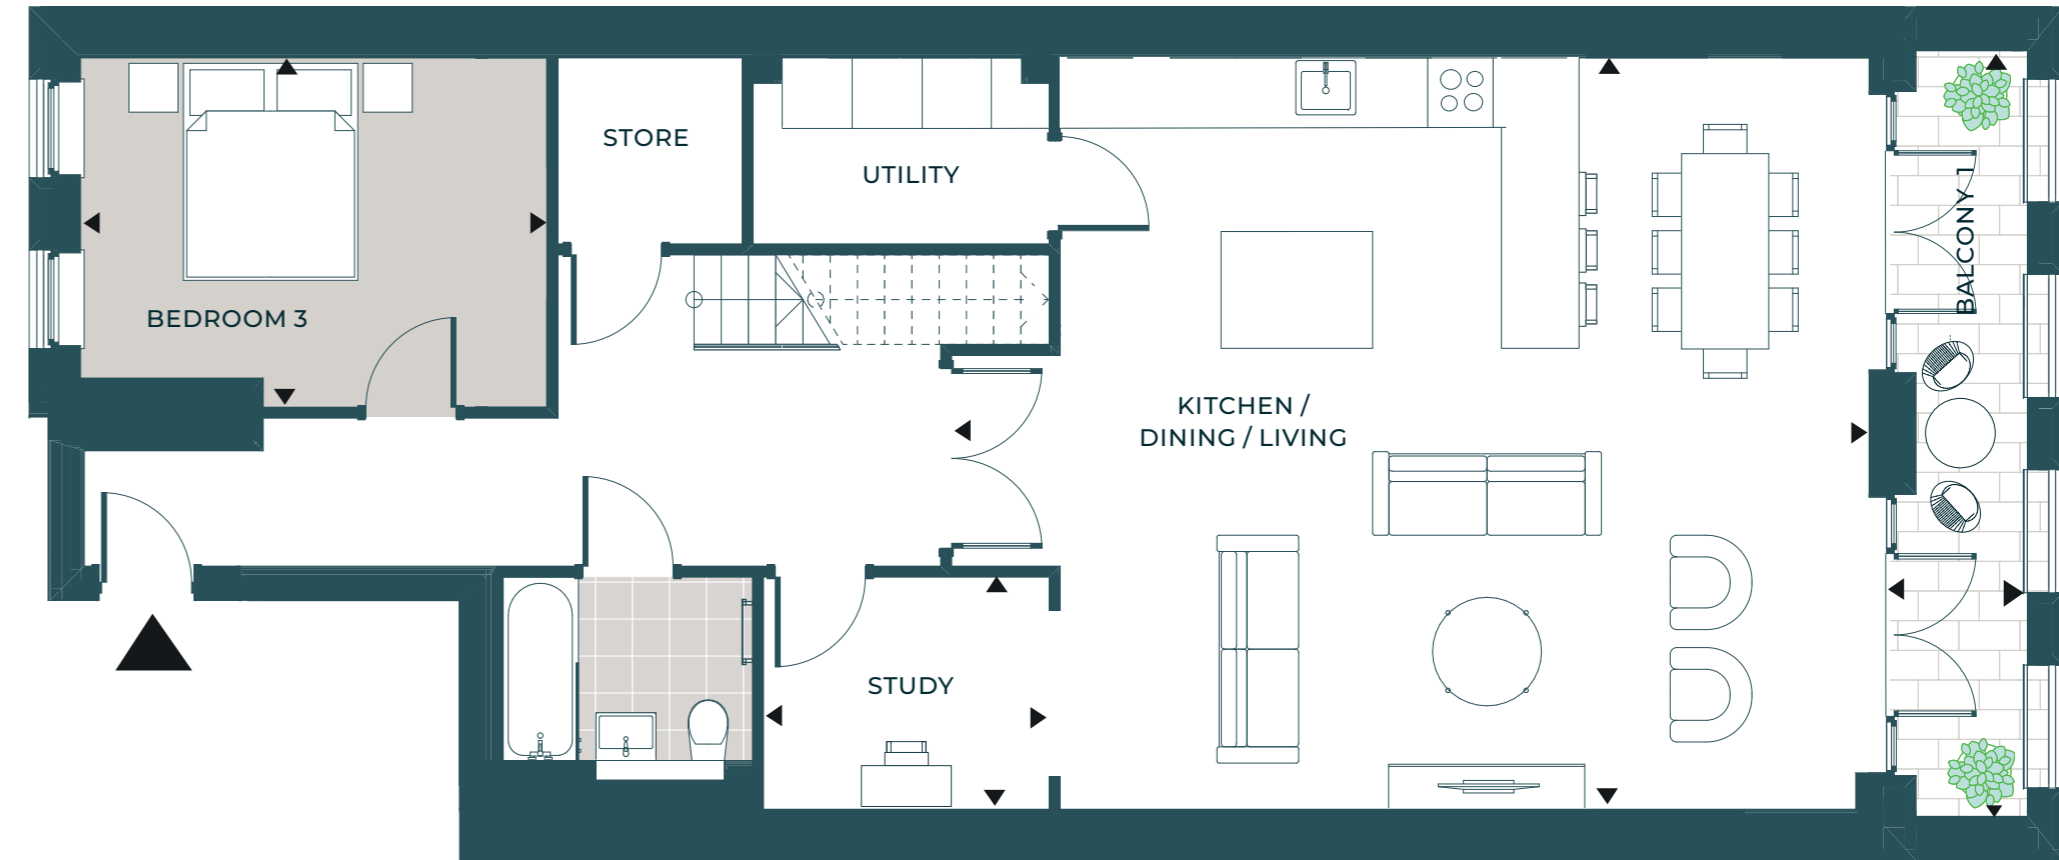 STORE
UTILITY
BALCONY 1
BEDROOM 3
KITCHEN /
DINING / LIVING
STUDY